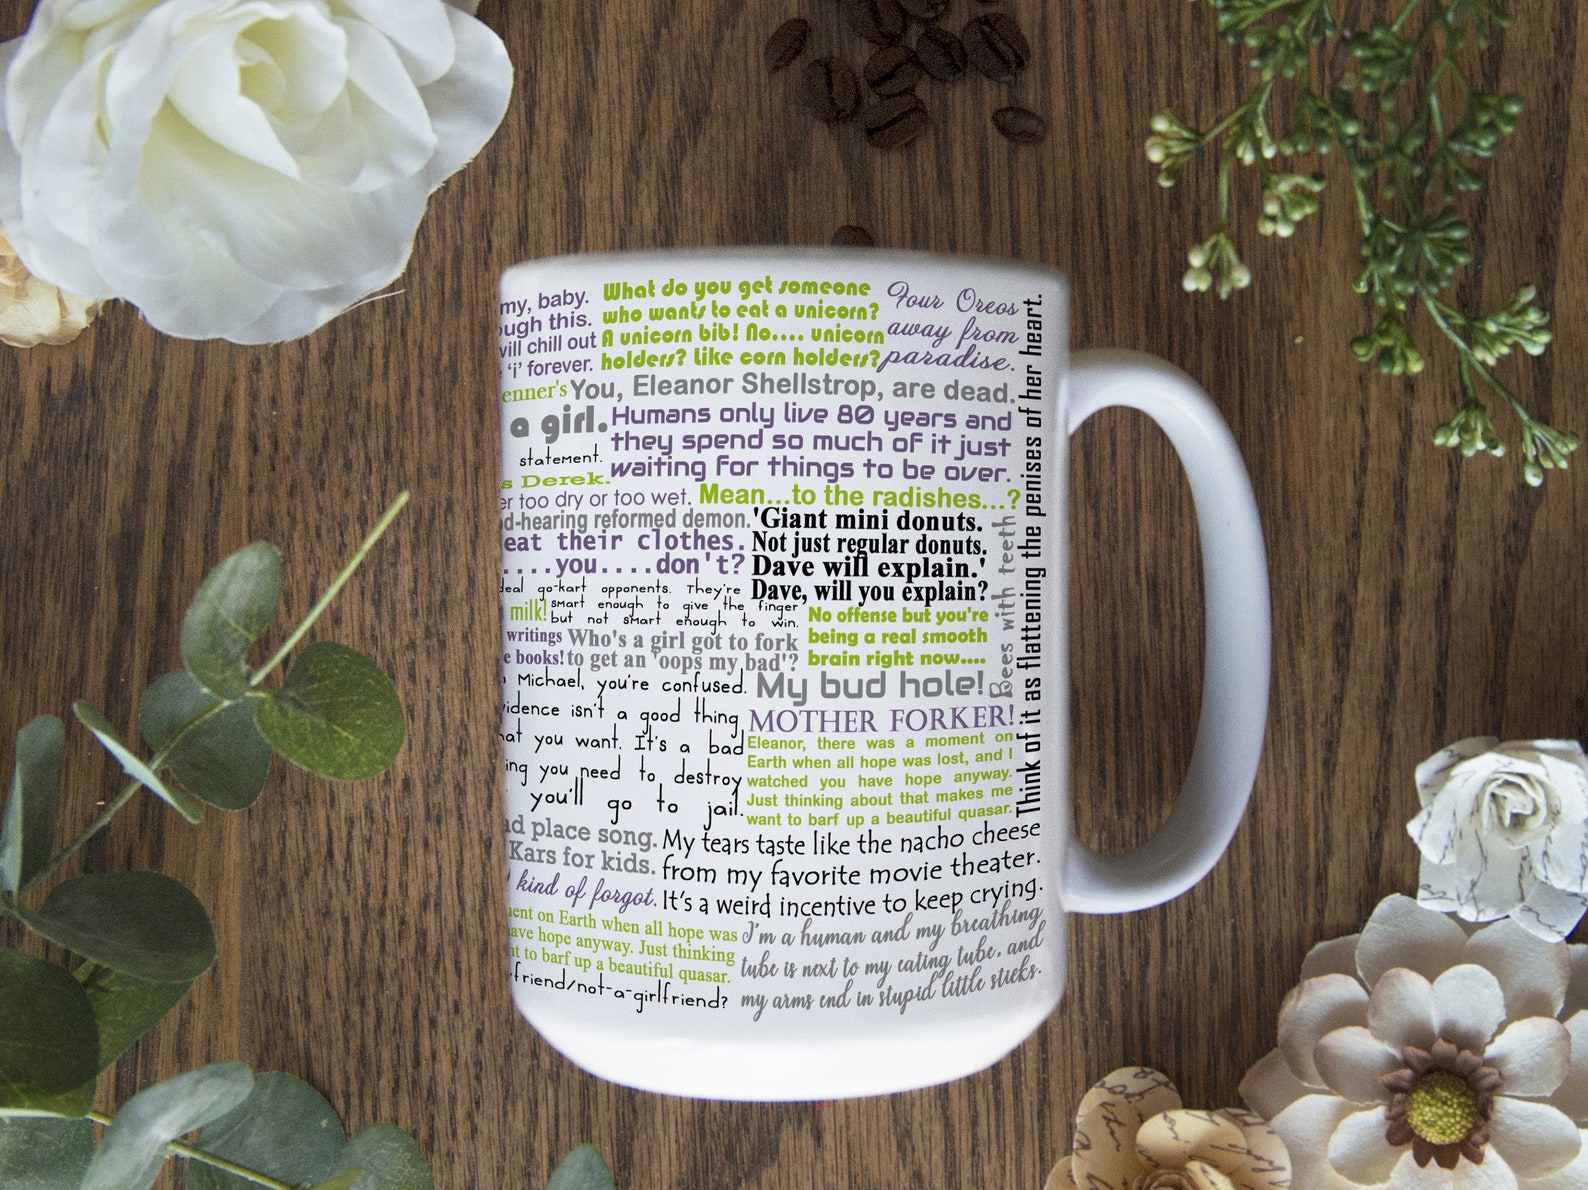 my, baby.
ough this.
will chill out
'i' forever.
What do you get someone
who wants to eat a unicorn?
A unicorn bib! No.... unicorn
holders? Like corn holders?
Four Oreos
away from
paradise.
enner's
You, Eleanor Shellstrop, are dead.
a girl.
Humans only live 80 years and
they spend so much of it just
waiting for things to be over.
statement.
s Derek.
er too dry or too wet.
Mean...to the radishes...?
d-hearing reformed demon.
eat their clothes.
....you....don't?
'Giant mini donuts.
Not just regular donuts.
Dave will explain.'
Dave, will you explain?
Bees with teeth
Think of it as flattening the penises of her heart.
deal go-kart opponents. They're
smart enough to give the finger
but not smart enough to win.
milk!
No offense but you're
being a real smooth
brain right now....
writings
e books!
Who's a girl got to fork
to get an 'oops my bad'?
Michael, you're confused.
My bud hole!
idence isn't a good thing
at you want. It's a bad
ing you need to destroy
you'll go to jail.
MOTHER FORKER!
Eleanor, there was a moment on
Earth when all hope was lost, and I
watched you have hope anyway.
Just thinking about that makes me
want to barf up a beautiful quasar.
ad place song.
Kars for kids.
My tears taste like the nacho cheese
from my favorite movie theater.
It's a weird incentive to keep crying.
kind of forgot.
ment on Earth when all hope was
ave hope anyway. Just thinking
t to barf up a beautiful quasar.
friend/not-a-girlfriend?
I'm a human and my breathing
tube is next to my eating tube, and
my arms end in stupid little sticks.